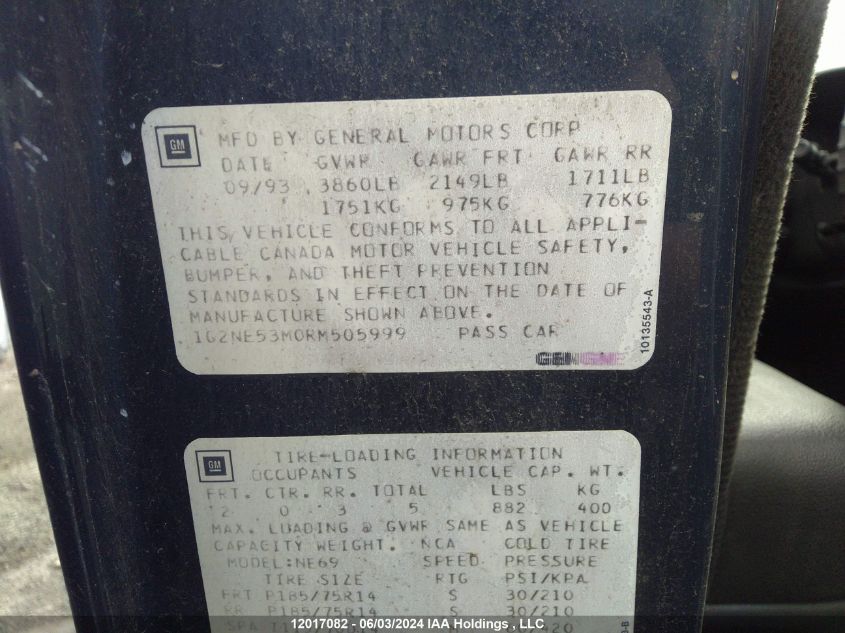 GM MFD BY GENERAL MOTORS CORP
DATE GVWR GAWR FRT GAWR RR
09/93 3860LB 2149LB 1711LB
1751KG 975KG 776KG
THIS VEHICLE CONFORMS TO ALL APPLI-
CABLE CANADA MOTOR VEHICLE SAFETY,
BUMPER, AND THEFT PREVENTION
STANDARDS IN EFFECT ON THE DATE OF
MANUFACTURE SHOWN ABOVE.
1G2NE53M0RM505999 PASS CAR
10135543-A
GM TIRE-LOADING INFORMATION
OCCUPANTS VEHICLE CAP. WT.
FRT. CTR. RR. TOTAL LBS KG
2 0 3 5 882 400
MAX. LOADING @ GVWR SAME AS VEHICLE
CAPACITY WEIGHT. NCA COLD TIRE
MODEL:NE69 SPEED PRESSURE
TIRE SIZE RTG PSI/KPA
FRT P185/75R14 S 30/210
RR P185/75R14 S 30/210
SPA
12017082 - 06/03/2024 IAA Holdings , LLC